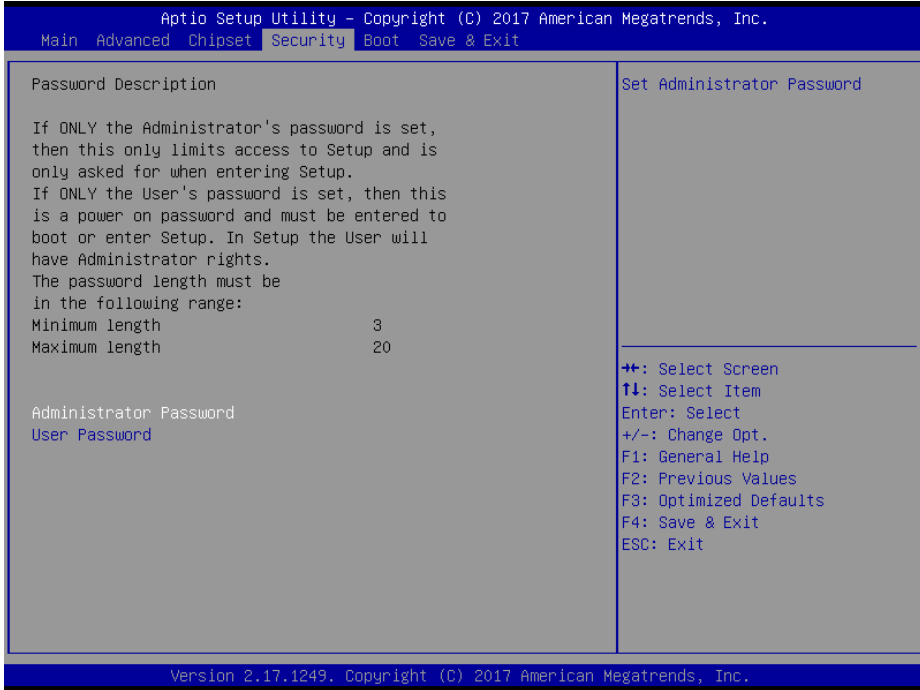 Aptio Setup Utility – Copyright (C) 2017 American Megatrends, Inc.
Main Advanced Chipset Security Boot Save & Exit
Password Description
If ONLY the Administrator's password is set,
then this only limits access to Setup and is
only asked for when entering Setup.
If ONLY the User's password is set, then this
is a power on password and must be entered to
boot or enter Setup. In Setup the User will
have Administrator rights.
The password length must be
in the following range:
Minimum length 3
Maximum length 20
Administrator Password
User Password
Set Administrator Password
→←: Select Screen
↑↓: Select Item
Enter: Select
+/-: Change Opt.
F1: General Help
F2: Previous Values
F3: Optimized Defaults
F4: Save & Exit
ESC: Exit
Version 2.17.1249. Copyright (C) 2017 American Megatrends, Inc.